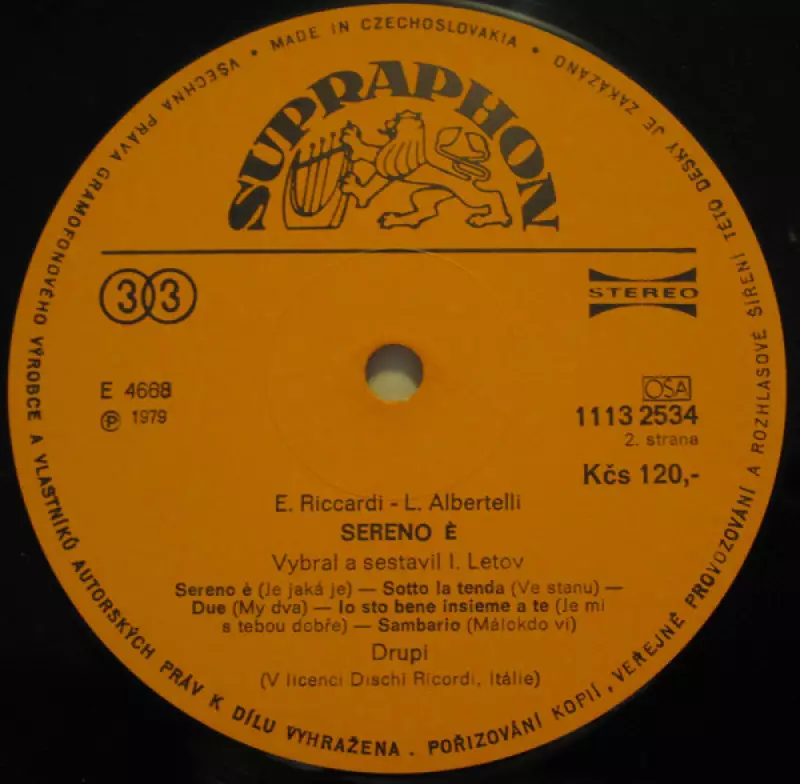 VŠECHNA PRÁVA GRAMOFONOVÉHO VÝROBCE A VLASTNÍKŮ AUTORSKÝCH PRÁV K DÍLU VYHRAŽENA . POŘIZOVÁNÍ KOPIÍ, VEŘEJNÉ PROVOZOVÁNÍ A ROZHLASOVÉ ŠÍŘENÍ TÉTO DESKY JE ZAKÁZÁNO
• MADE IN CZECHOSLOVAKIA •
SUPRAPHON
33
STEREO
E 4668
Ⓟ 1979
OSA
1113 2534
2. strana
Kčs 120,-
E. Riccardi - L. Albertelli
SERENO È
Vybral a sestavil I. Letov
Sereno è (Je jaká je) — Sotto la tenda (Ve stanu) —
Due (My dva) — Io sto bene insieme a te (Je mi
s tebou dobře) — Sambario (Málokdo ví)
Drupi
(V licenci Dischi Ricordi, Itálie)